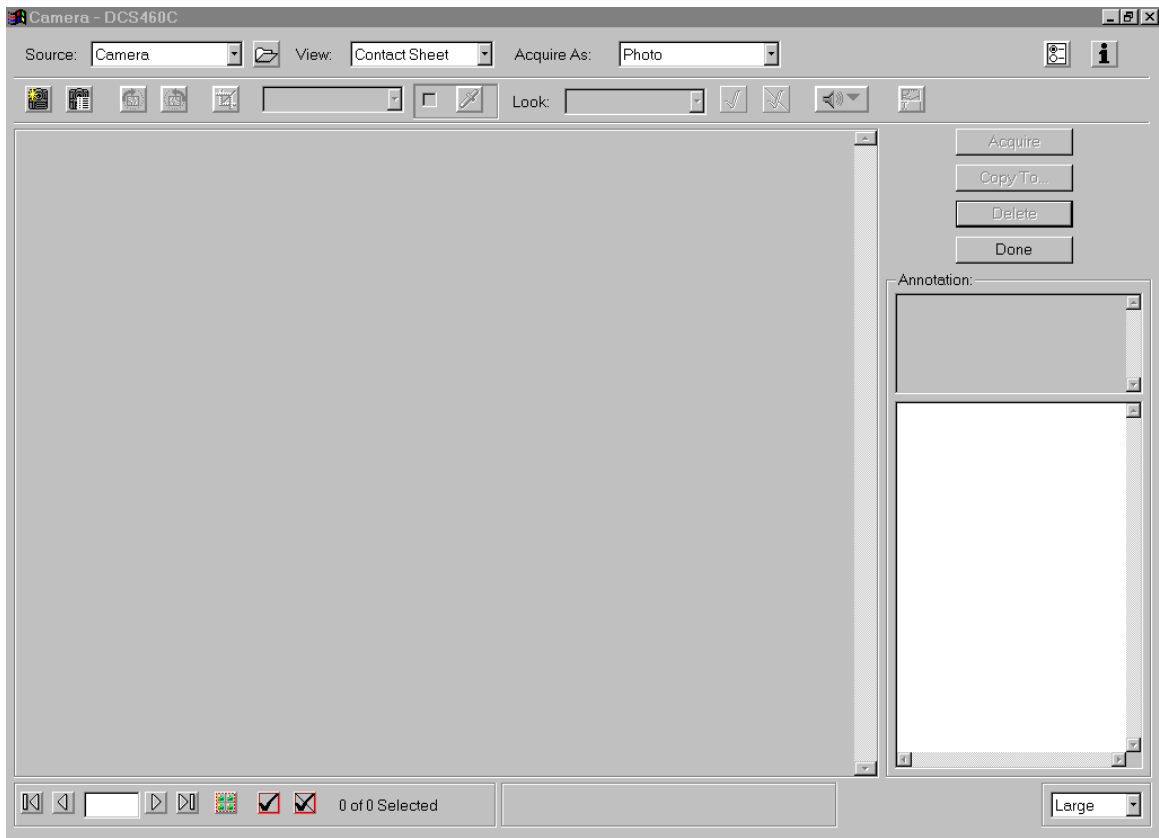 Camera - DCS460C
Source: Camera View: Contact Sheet Acquire As: Photo
Look:
Acquire
Copy To...
Delete
Done
Annotation:
0 of 0 Selected
Large